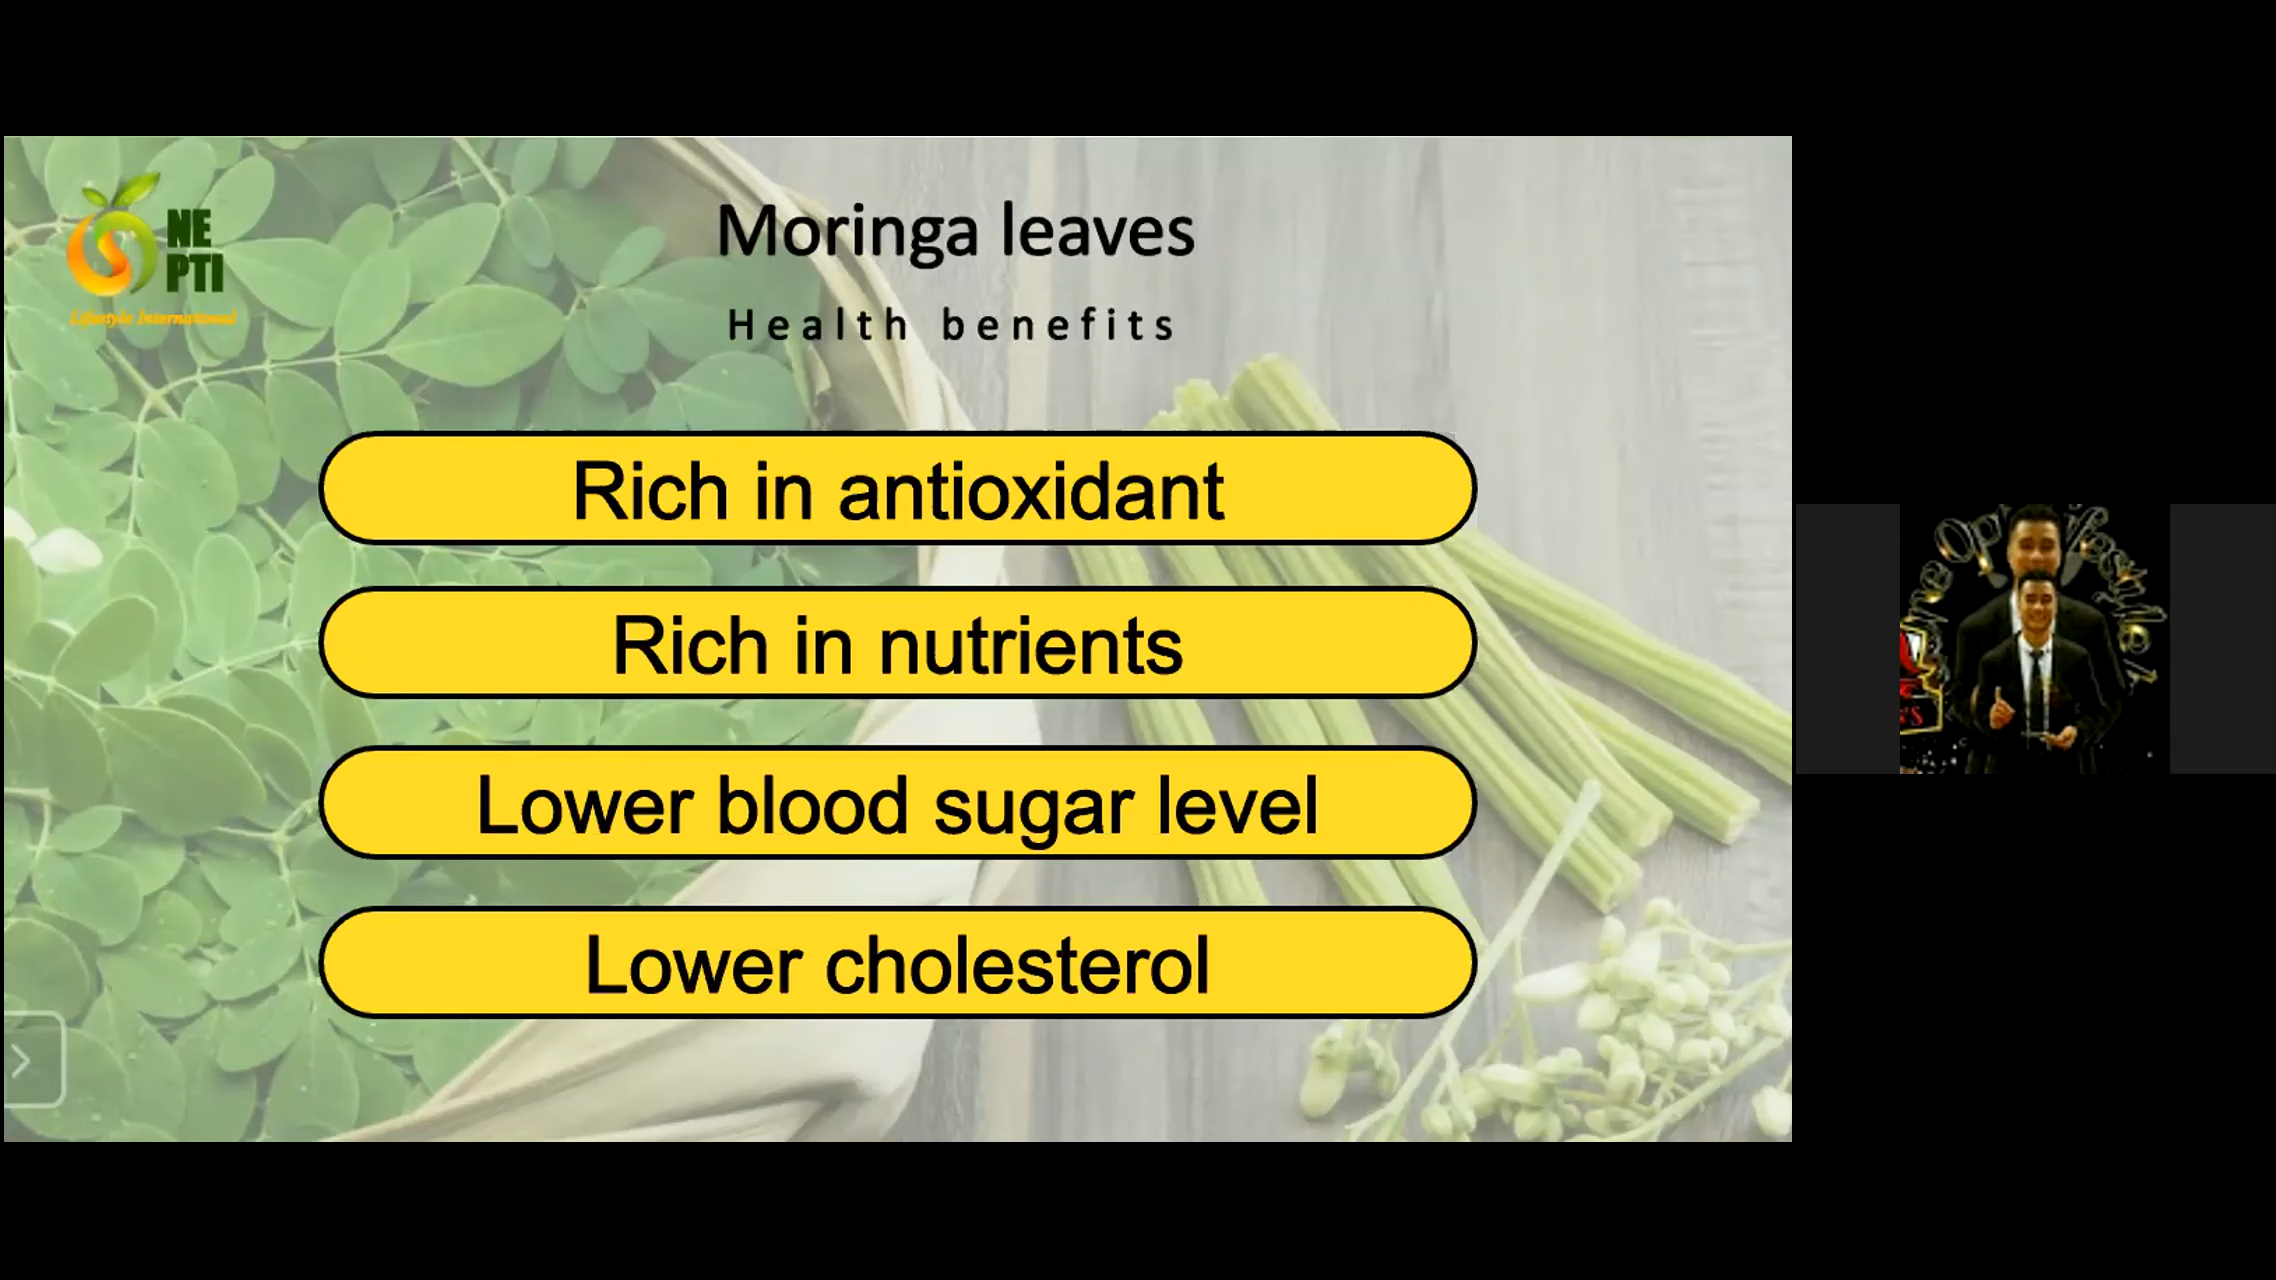 NE
PTI
Lifestyle International
Moringa leaves
Health benefits
Rich in antioxidant
Rich in nutrients
Lower blood sugar level
Lower cholesterol